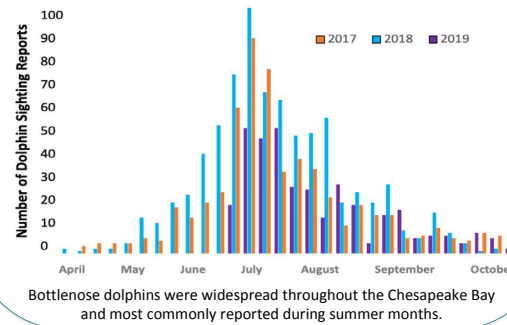 100
90
80
70
60
50
40
30
20
10
0
Number of Dolphin Sighting Reports
2017 2018 2019
April May June July August September Octobe
Bottlenose dolphins were widespread throughout the Chesapeake Bay
and most commonly reported during summer months.